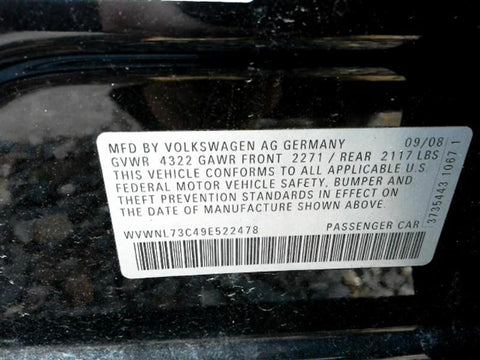 MFD BY VOLKSWAGEN AG GERMANY 09/08
GVWR 4322 GAWR FRONT 2271 / REAR 2117 LBS
THIS VEHICLE CONFORMS TO ALL APPLICABLE U.S
FEDERAL MOTOR VEHICLE SAFETY, BUMPER AND
THEFT PREVENTION STANDARDS IN EFFECT ON
THE DATE OF MANUFACTURE SHOWN ABOVE.
WVWNL73C49E522478 PASSENGER CAR
3735443 1067 1